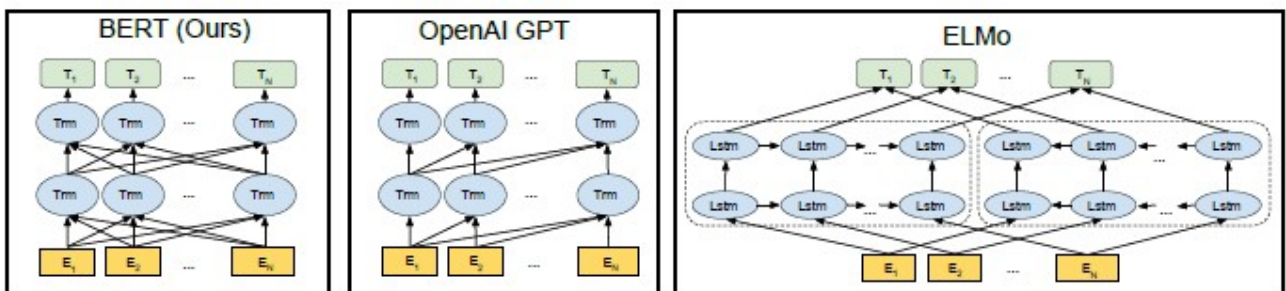 BERT (Ours)
T1 T2 ... TN
Trm Trm ... Trm
Trm Trm ... Trm
E1 E2 ... EN
OpenAI GPT
T1 T2 ... TN
Trm Trm ... Trm
Trm Trm ... Trm
E1 E2 ... EN
ELMo
T1 T2 ... TN
Lstm Lstm ... Lstm Lstm Lstm ... Lstm
Lstm Lstm ... Lstm Lstm Lstm ... Lstm
E1 E2 ... EN